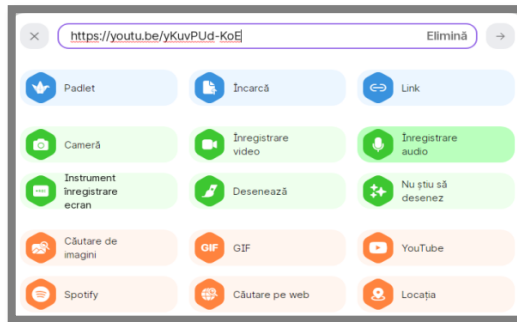 https://youtu.be/yKuvPUd-KoE Elimină
Padlet
Încarcă
Link
Cameră
Înregistrare
video
Înregistrare
audio
Instrument
înregistrare
ecran
Desenează
Nu știu să
desenez
Căutare de
imagini
GIF
GIF
YouTube
Spotify
Căutare pe web
Locația